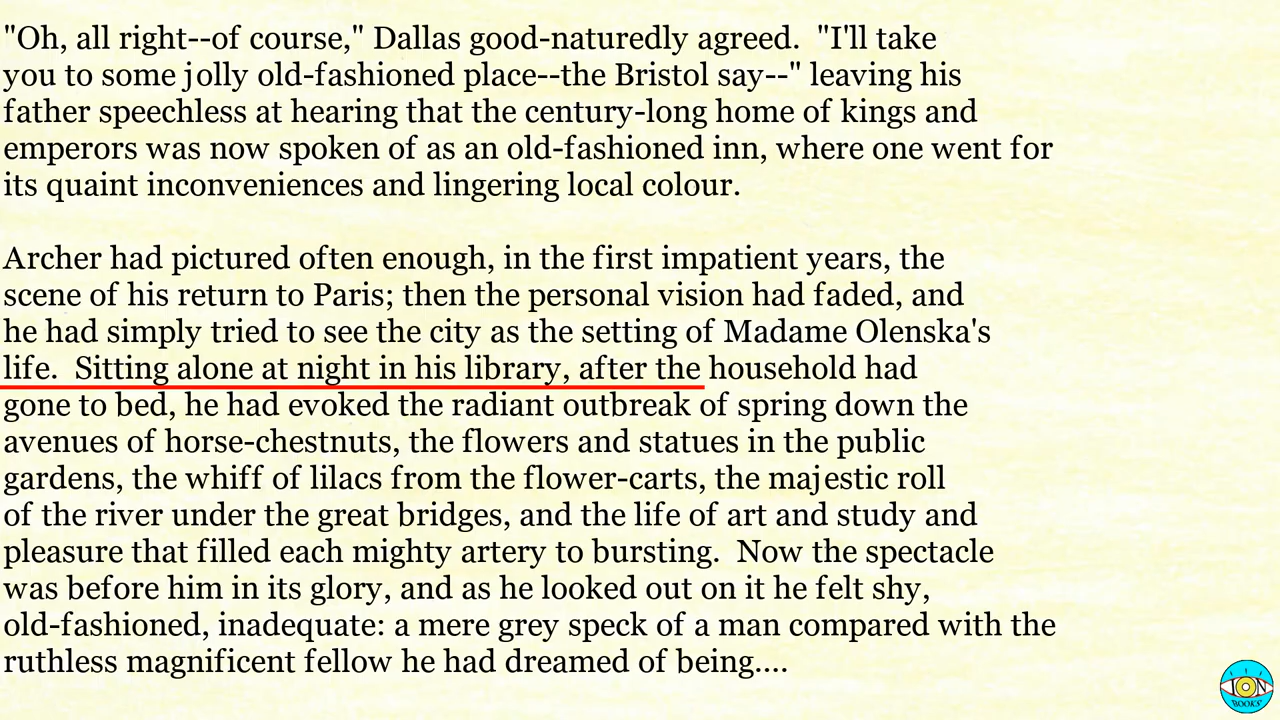 "Oh, all right--of course," Dallas good-naturedly agreed.  "I'll take
you to some jolly old-fashioned place--the Bristol say--" leaving his
father speechless at hearing that the century-long home of kings and
emperors was now spoken of as an old-fashioned inn, where one went for
its quaint inconveniences and lingering local colour.

Archer had pictured often enough, in the first impatient years, the
scene of his return to Paris; then the personal vision had faded, and
he had simply tried to see the city as the setting of Madame Olenska's
life.  Sitting alone at night in his library, after the household had
gone to bed, he had evoked the radiant outbreak of spring down the
avenues of horse-chestnuts, the flowers and statues in the public
gardens, the whiff of lilacs from the flower-carts, the majestic roll
of the river under the great bridges, and the life of art and study and
pleasure that filled each mighty artery to bursting.  Now the spectacle
was before him in its glory, and as he looked out on it he felt shy,
old-fashioned, inadequate: a mere grey speck of a man compared with the
ruthless magnificent fellow he had dreamed of being....
ION
BOOKS